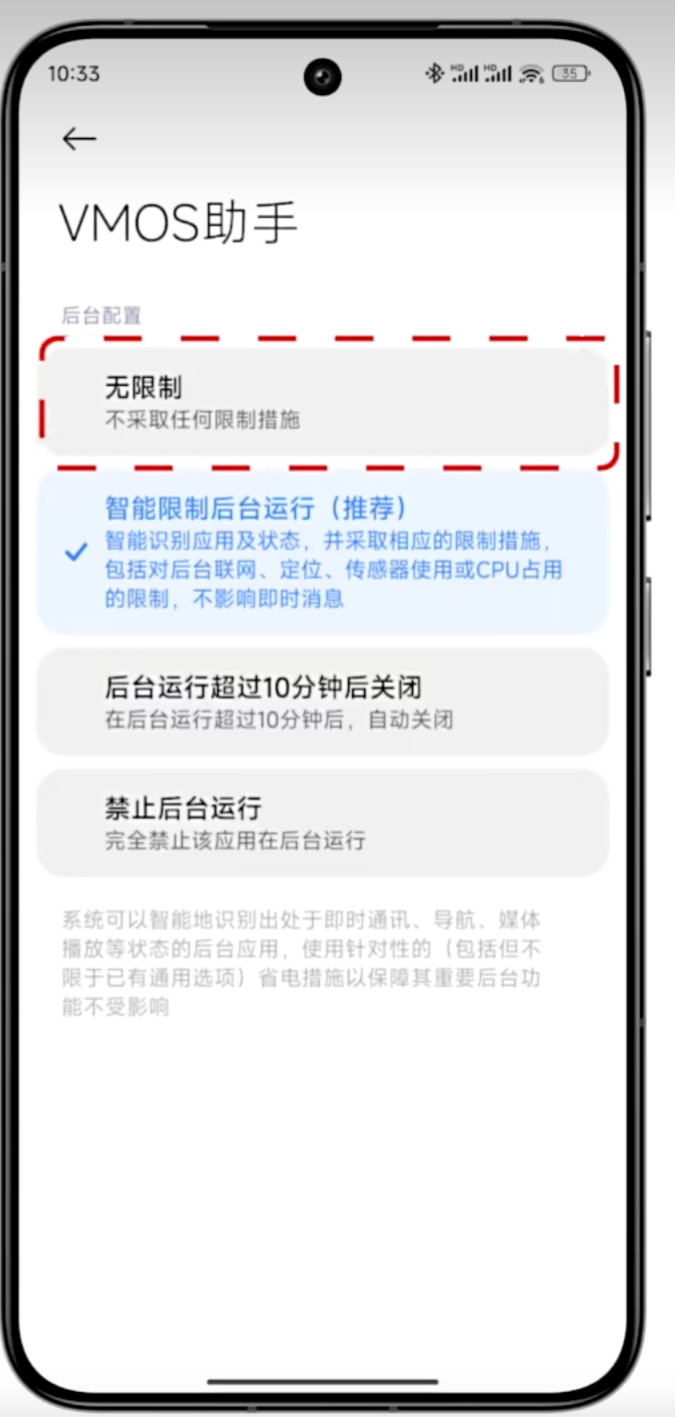 10:33
HD HD 35
VMOS助手
后台配置
无限制
不采取任何限制措施
智能限制后台运行（推荐）
智能识别应用及状态，并采取相应的限制措施，
包括对后台联网、定位、传感器使用或CPU占用
的限制，不影响即时消息
后台运行超过10分钟后关闭
在后台运行超过10分钟后，自动关闭
禁止后台运行
完全禁止该应用在后台运行
系统可以智能地识别出处于即时通讯、导航、媒体
播放等状态的后台应用，使用针对性的（包括但不
限于已有通用选项）省电措施以保障其重要后台功
能不受影响